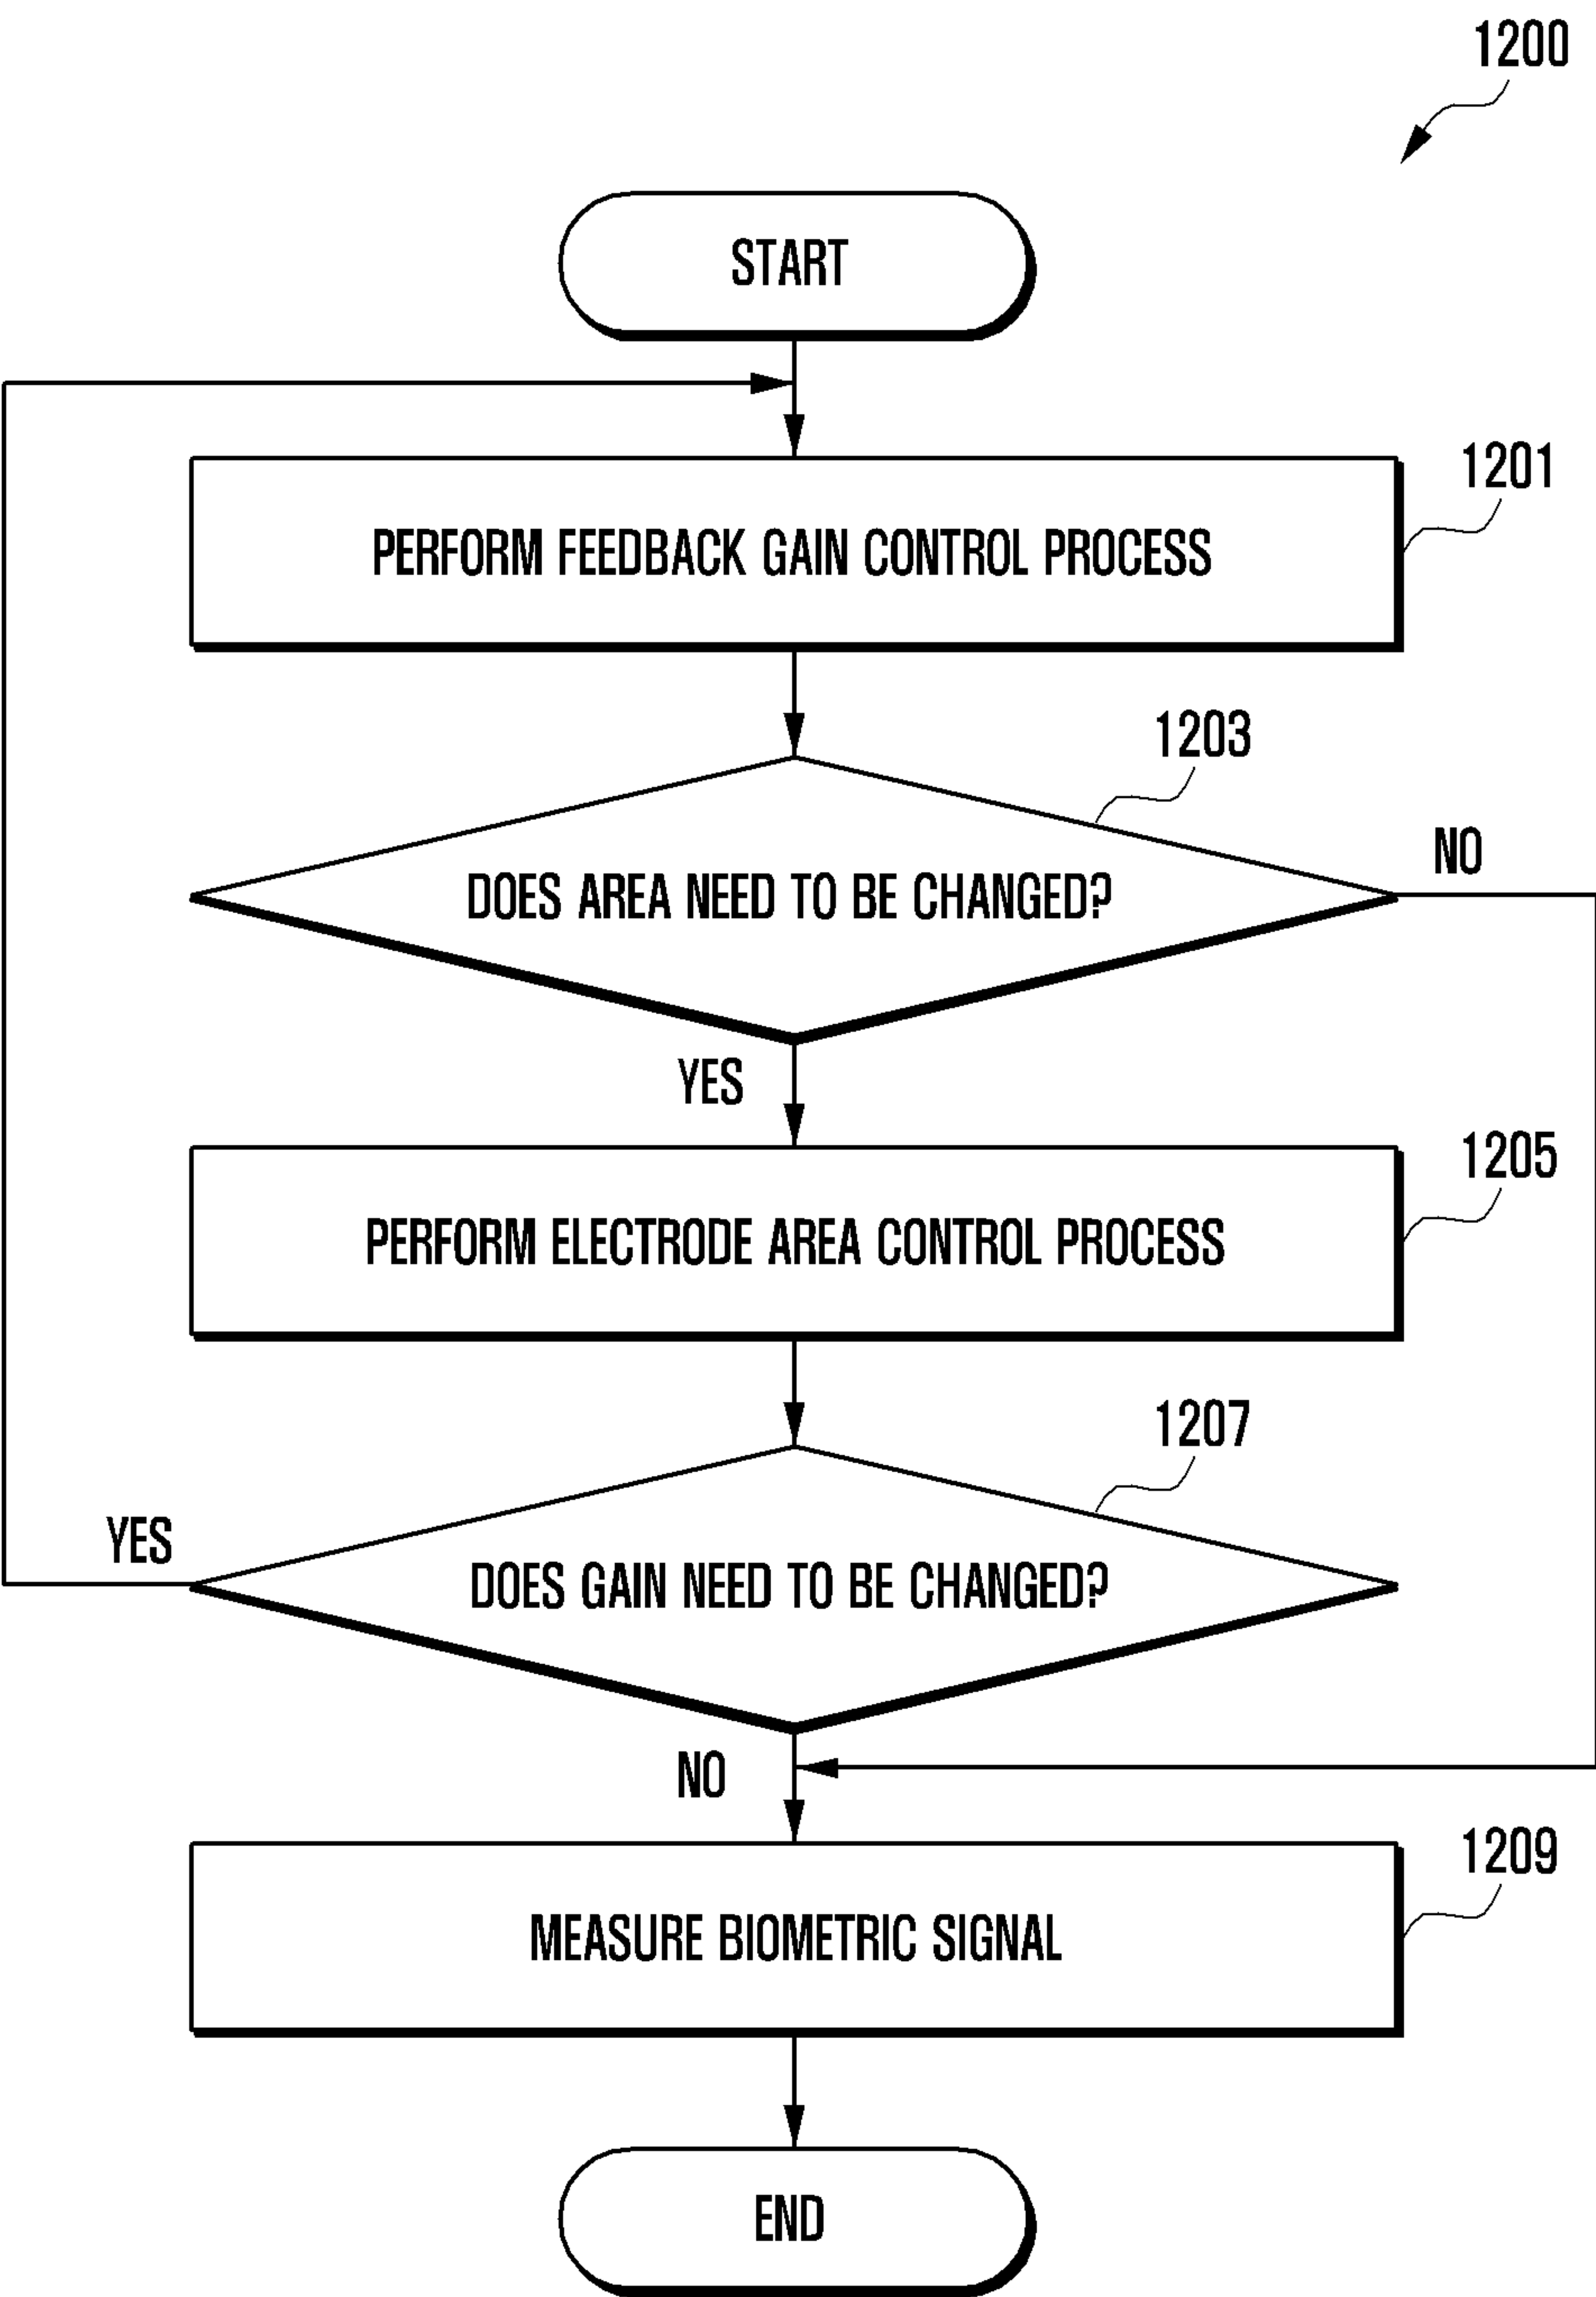 1200
START
1201
PERFORM FEEDBACK GAIN CONTROL PROCESS
1203
NO
DOES AREA NEED TO BE CHANGED?
YES
1205
PERFORM ELECTRODE AREA CONTROL PROCESS
1207
YES
DOES GAIN NEED TO BE CHANGED?
NO
1209
MEASURE BIOMETRIC SIGNAL
END